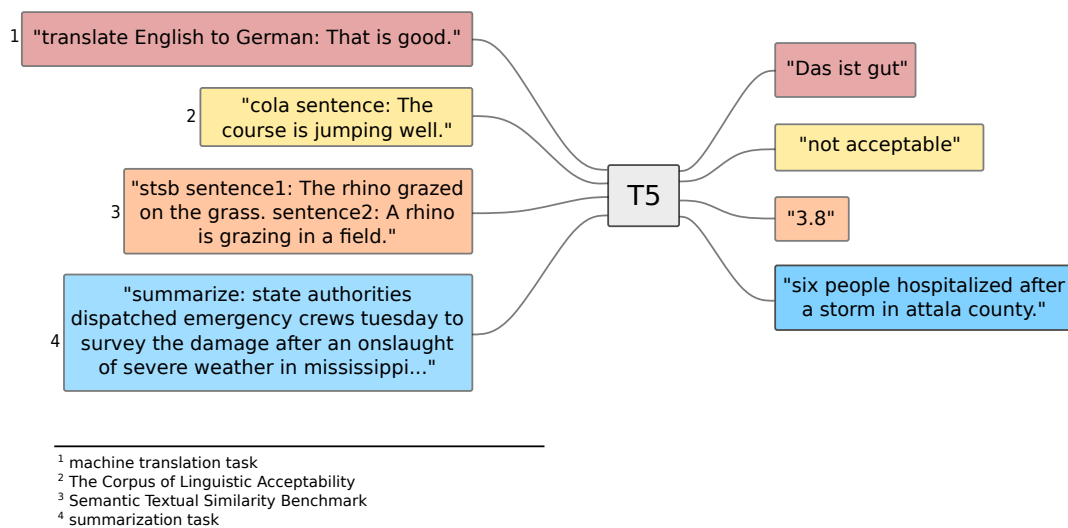 1
"translate English to German: That is good."
2
"cola sentence: The
course is jumping well."
3
"stsb sentence1: The rhino grazed
on the grass. sentence2: A rhino
is grazing in a field."
4
"summarize: state authorities
dispatched emergency crews tuesday to
survey the damage after an onslaught
of severe weather in mississippi..."
T5
"Das ist gut"
"not acceptable"
"3.8"
"six people hospitalized after
a storm in attala county."
1 machine translation task
2 The Corpus of Linguistic Acceptability
3 Semantic Textual Similarity Benchmark
4 summarization task